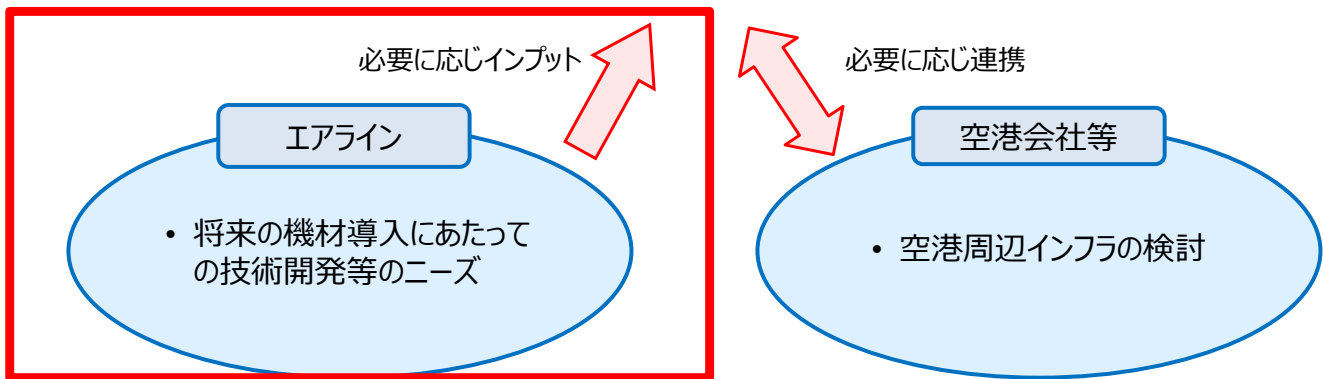 必要に応じインプット
必要に応じ連携
エアライン
空港会社等
• 将来の機材導入にあたって
の技術開発等のニーズ
• 空港周辺インフラの検討